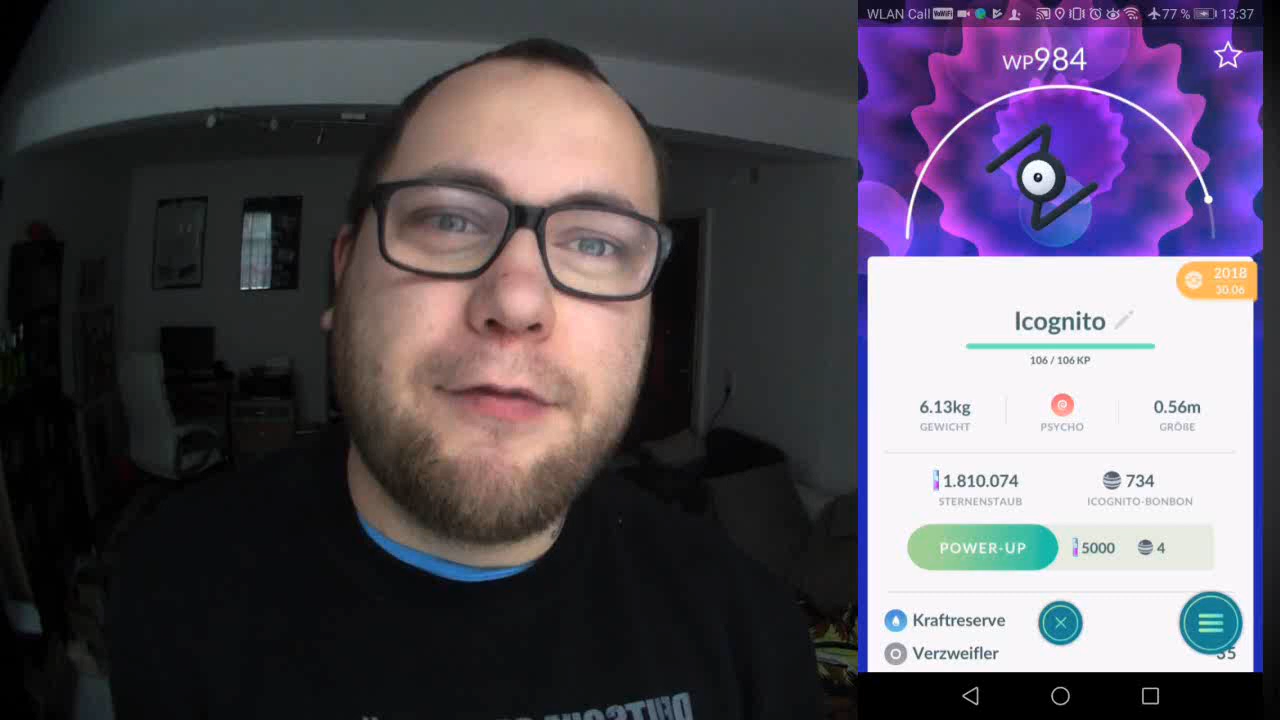 WLAN Call VoWiFi 77 % 13:37
WP984
2018
30.06
Icognito
106 / 106 KP
6.13kg
GEWICHT
PSYCHO
0.56m
GRÖßE
1.810.074
STERNENSTAUB
734
ICOGNITO-BONBON
POWER-UP
5000
4
Kraftreserve
Verzweifler
35